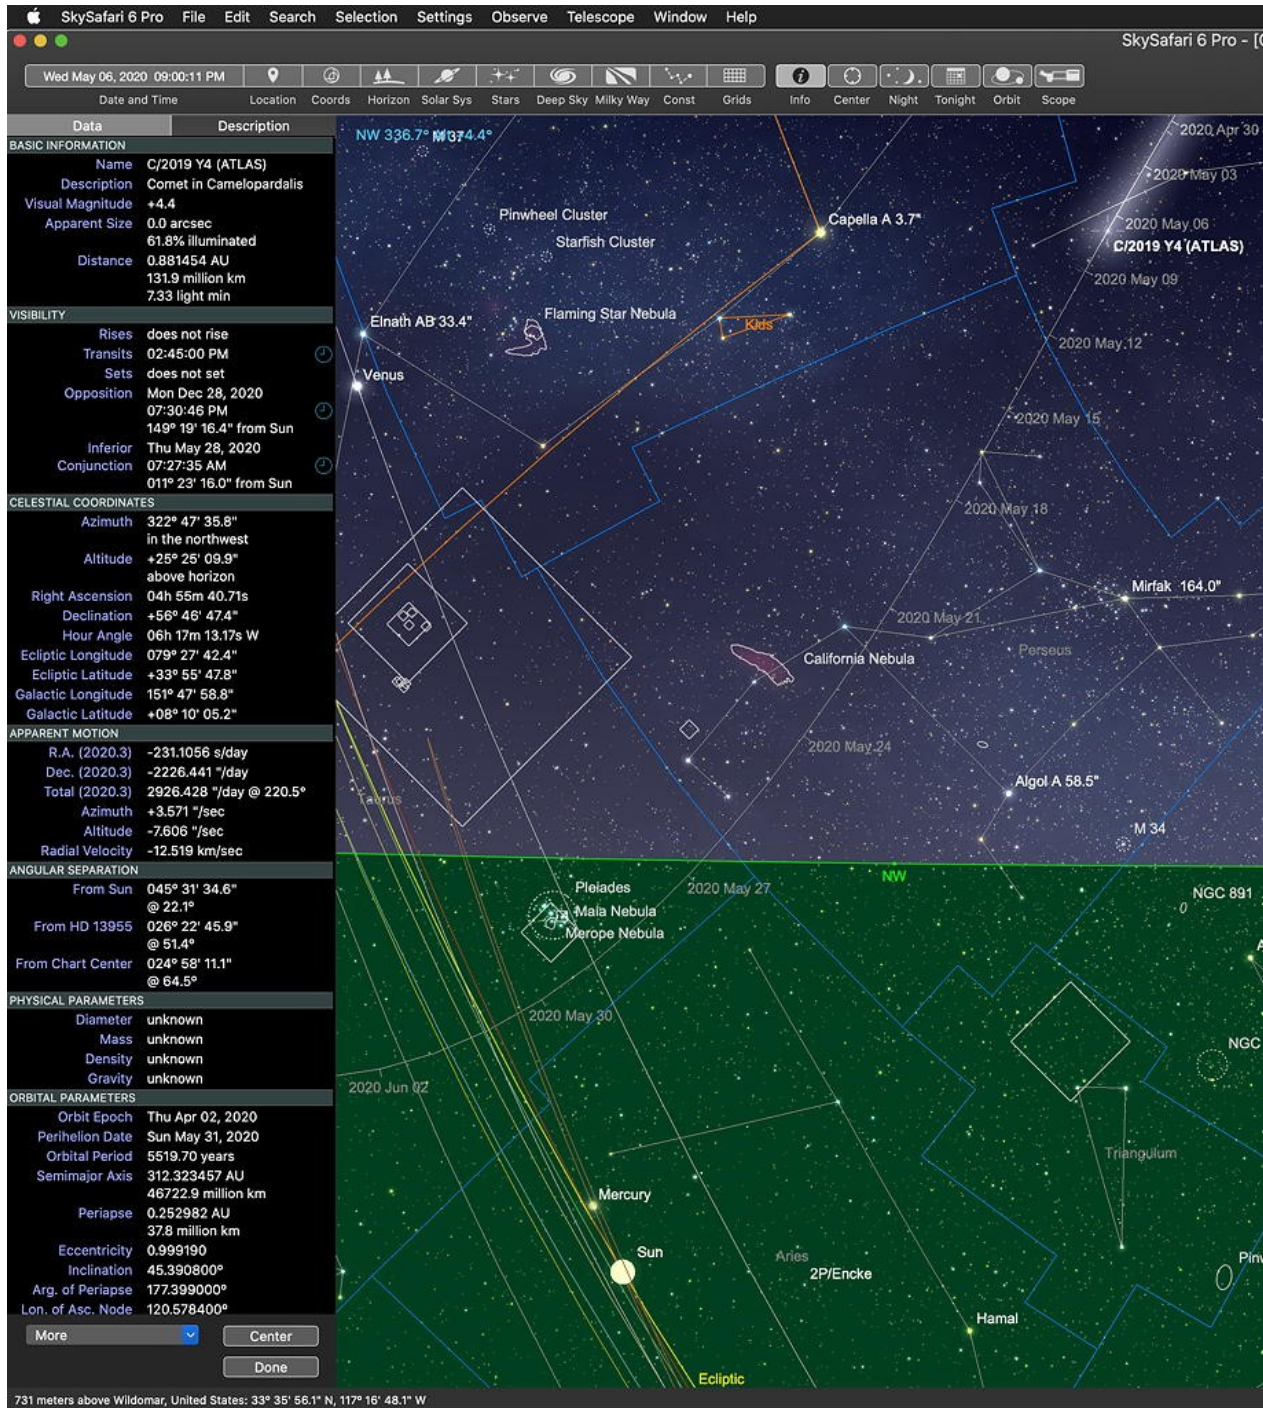 SkySafari 6 Pro File Edit Search Selection Settings Observe Telescope Window Help
SkySafari 6 Pro - [
Wed May 06, 2020 09:00:11 PM
Date and Time Location Coords Horizon Solar Sys Stars Deep Sky Milky Way Const Grids Info Center Night Tonight Orbit Scope
Data Description
BASIC INFORMATION
Name C/2019 Y4 (ATLAS)
Description Comet in Camelopardalis
Visual Magnitude +4.4
Apparent Size 0.0 arcsec
61.8% illuminated
Distance 0.881454 AU
131.9 million km
7.33 light min
VISIBILITY
Rises does not rise
Transits 02:45:00 PM
Sets does not set
Opposition Mon Dec 28, 2020
07:30:46 PM
149° 19' 16.4" from Sun
Inferior Thu May 28, 2020
Conjunction 07:27:35 AM
011° 23' 16.0" from Sun
CELESTIAL COORDINATES
Azimuth 322° 47' 35.8"
in the northwest
Altitude +25° 25' 09.9"
above horizon
Right Ascension 04h 55m 40.71s
Declination +56° 46' 47.4"
Hour Angle 06h 17m 13.17s W
Ecliptic Longitude 079° 27' 42.4"
Ecliptic Latitude +33° 55' 47.8"
Galactic Longitude 151° 47' 58.8"
Galactic Latitude +08° 10' 05.2"
APPARENT MOTION
R.A. (2020.3) -231.1056 s/day
Dec. (2020.3) -2226.441 "/day
Total (2020.3) 2926.428 "/day @ 220.5°
Azimuth +3.571 "/sec
Altitude -7.606 "/sec
Radial Velocity -12.519 km/sec
ANGULAR SEPARATION
From Sun 045° 31' 34.6"
@ 22.1°
From HD 13955 026° 22' 45.9"
@ 51.4°
From Chart Center 024° 58' 11.1"
@ 64.5°
PHYSICAL PARAMETERS
Diameter unknown
Mass unknown
Density unknown
Gravity unknown
ORBITAL PARAMETERS
Orbit Epoch Thu Apr 02, 2020
Perihelion Date Sun May 31, 2020
Orbital Period 5519.70 years
Semimajor Axis 312.323457 AU
46722.9 million km
Periapse 0.252982 AU
37.8 million km
Eccentricity 0.999190
Inclination 45.390800°
Arg. of Periapse 177.399000°
Lon. of Asc. Node 120.578400°
More Center
Done
NW 336.7° 4.4°
M 37
2020 Apr 30
2020 May 03
Pinwheel Cluster
Capella A 3.7"
2020 May 06
Starfish Cluster
C/2019 Y4 (ATLAS)
2020 May 09
Flaming Star Nebula
Elnath AB 33.4"
Kids
2020 May 12
Venus
2020 May 15
2020 May 18
Mirfak 164.0"
2020 May 21
Perseus
California Nebula
2020 May 24
Algol A 58.5"
Taurus
M 34
NW
Pleiades
2020 May 27
NGC 891
Maia Nebula
Merope Nebula
A
2020 May 30
NGC
2020 Jun 02
Triangulum
Mercury
Sun
Aries
Pinw
2P/Encke
Hamal
Ecliptic
731 meters above Wildomar, United States: 33° 35' 56.1" N, 117° 16' 48.1" W